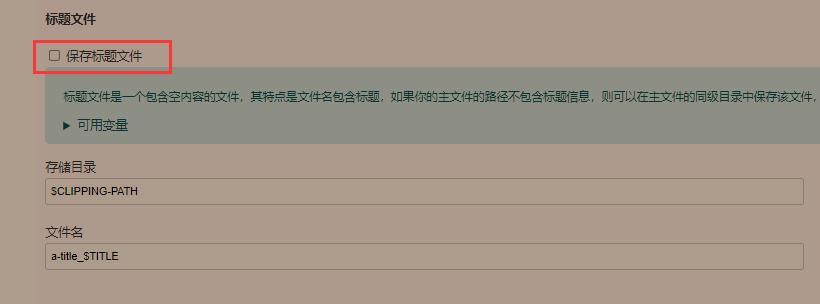 标题文件
保存标题文件
标题文件是一个包含空内容的文件，其特点是文件名包含标题，如果你的主文件的路径不包含标题信息，则可以在主文件的同级目录中保存该文件，
可用变量
存储目录
$CLIPPING-PATH
文件名
a-title_$TITLE